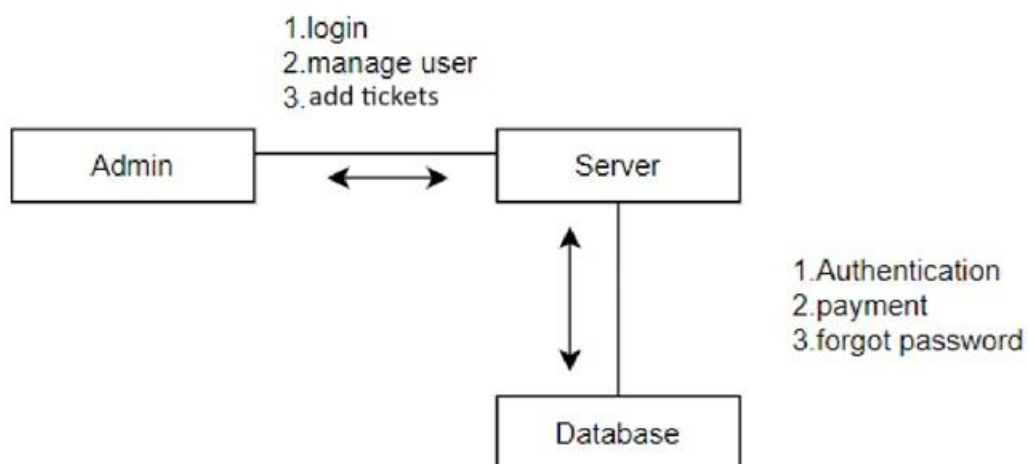 1.login
2.manage user
3.add tickets
Admin
Server
1.Authentication
2.payment
3.forgot password
Database